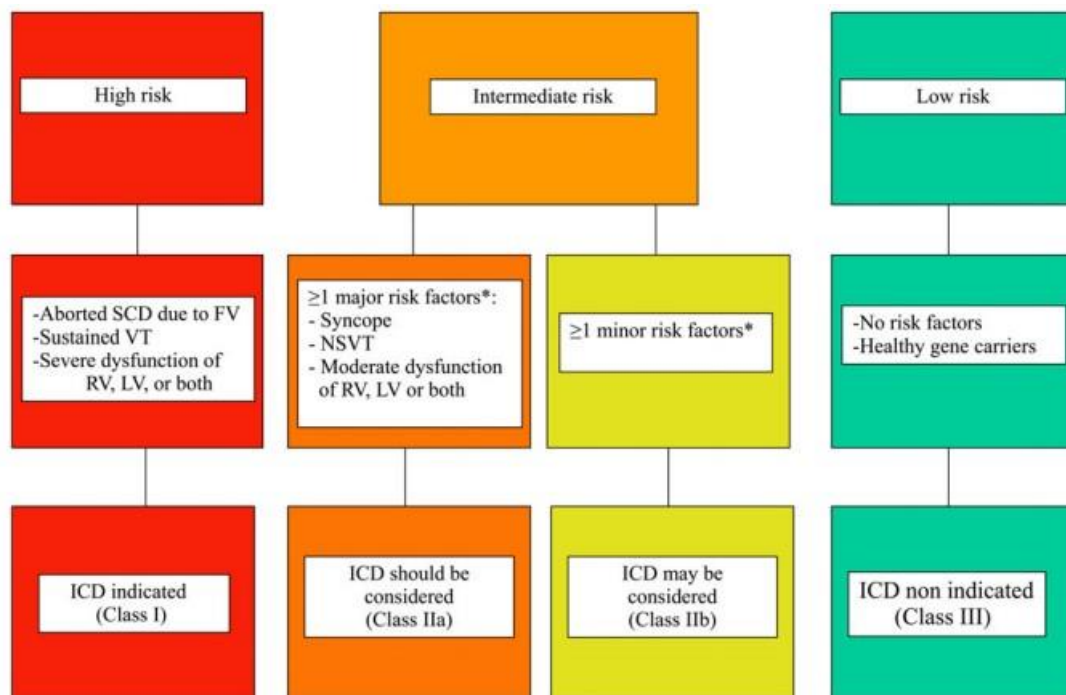 High risk
Intermediate risk
Low risk
-Aborted SCD due to FV
-Sustained VT
-Severe dysfunction of
RV, LV, or both
≥1 major risk factors*:
- Syncope
- NSVT
- Moderate dysfunction
of RV, LV or both
≥1 minor risk factors*
-No risk factors
-Healthy gene carriers
ICD indicated
(Class I)
ICD should be
considered
(Class IIa)
ICD may be
considered
(Class IIb)
ICD non indicated
(Class III)